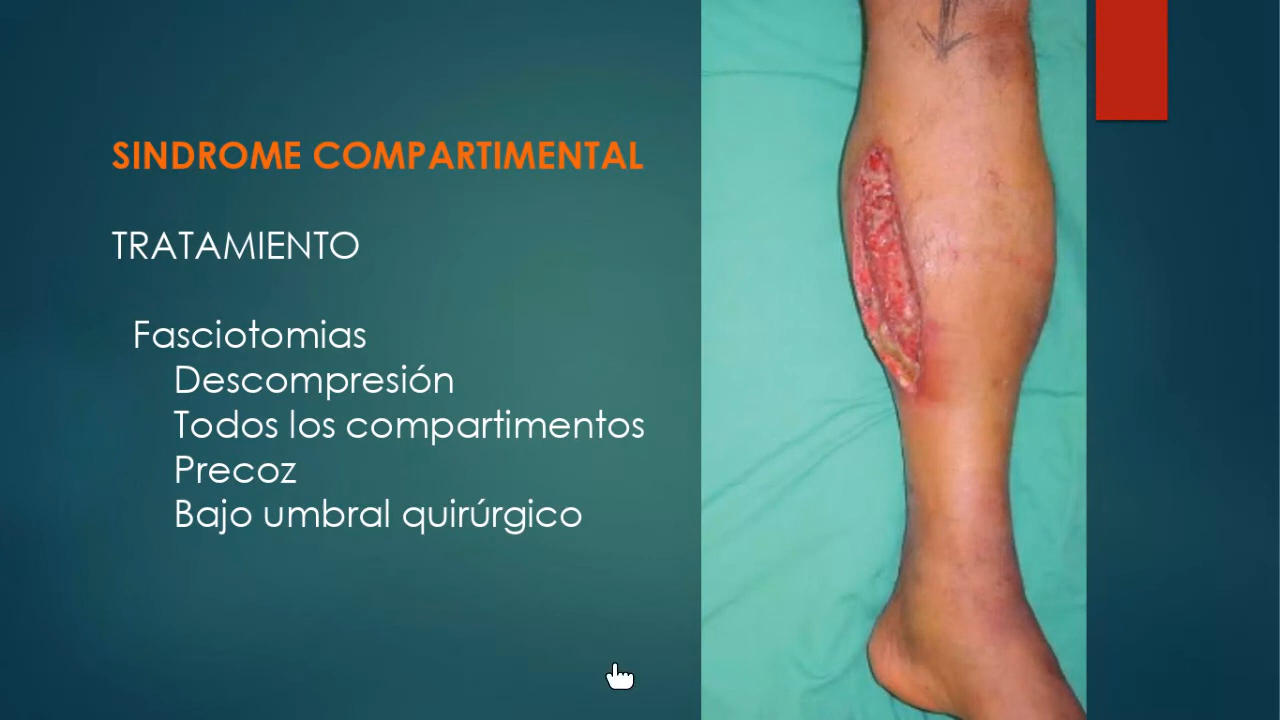 SINDROME COMPARTIMENTAL
TRATAMIENTO
Fasciotomias
Descompresión
Todos los compartimentos
Precoz
Bajo umbral quirúrgico